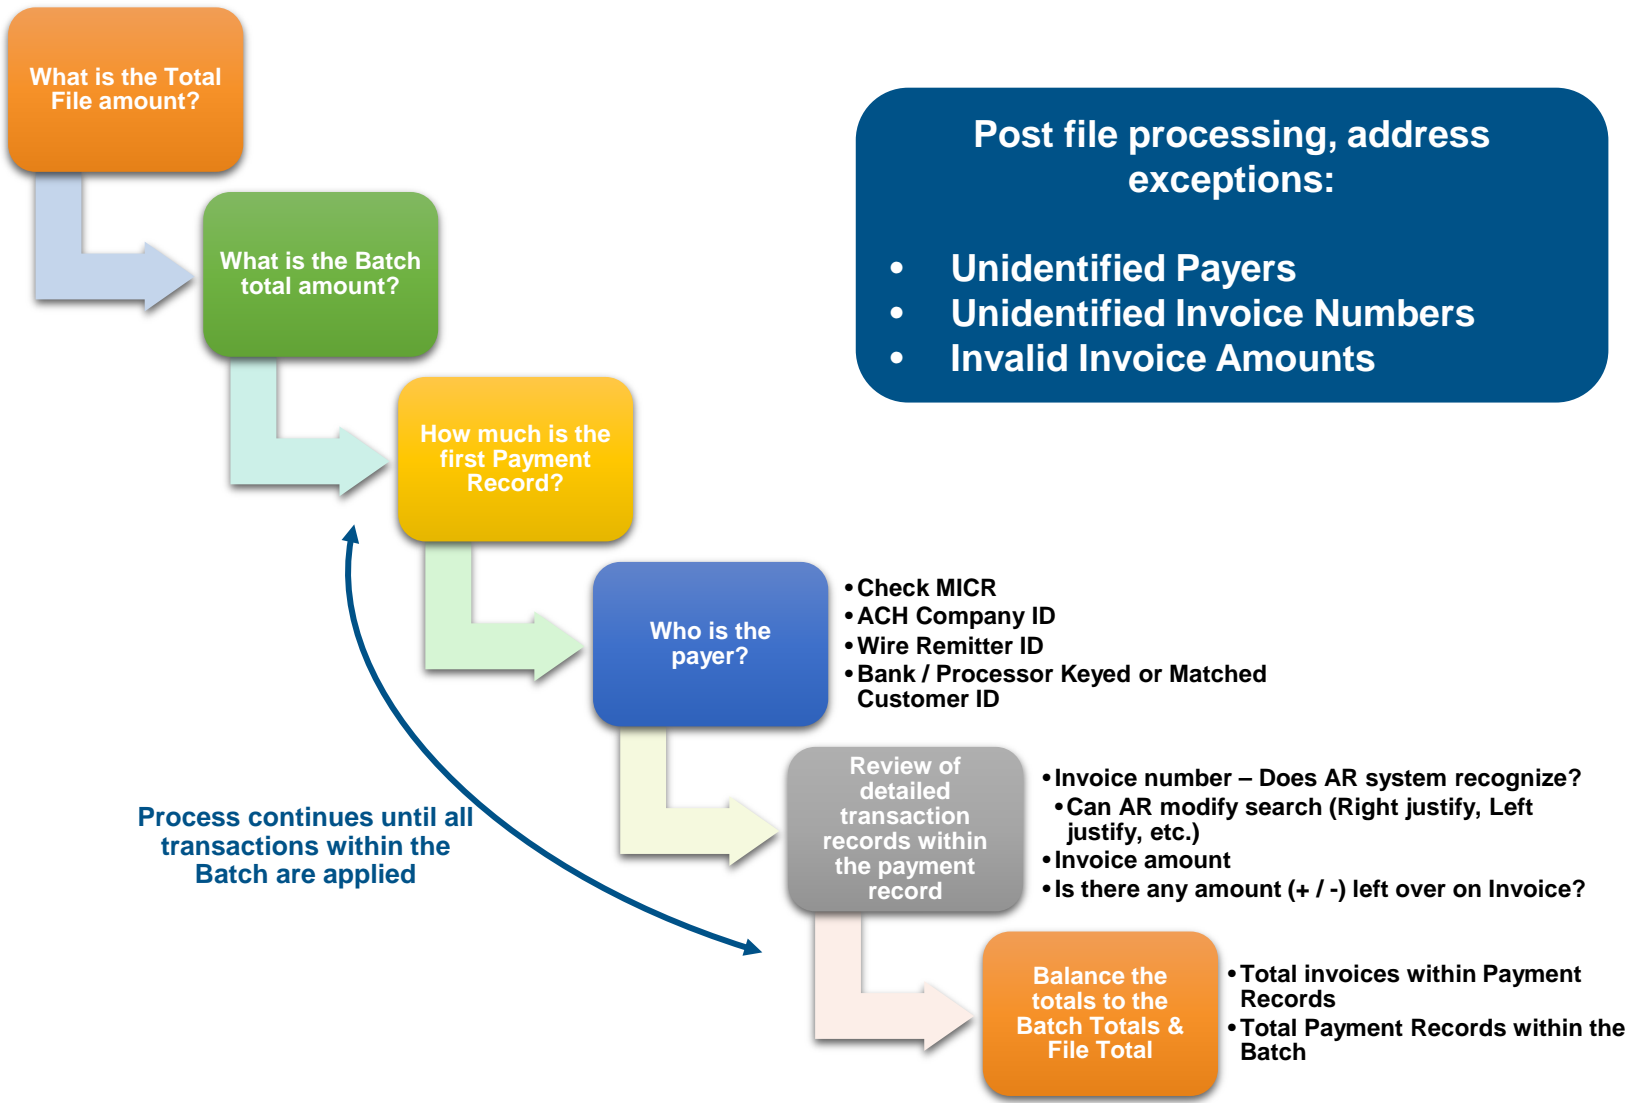 What is the Total
File amount?
Post file processing, address
exceptions:
• Unidentified Payers
• Unidentified Invoice Numbers
• Invalid Invoice Amounts
What is the Batch
total amount?
How much is the
first Payment
Record?
Who is the
payer?
•Check MICR
•ACH Company ID
•Wire Remitter ID
•Bank / Processor Keyed or Matched
Customer ID
Process continues until all
transactions within the
Batch are applied
Review of
detailed
transaction
records within
the payment
record
•Invoice number – Does AR system recognize?
•Can AR modify search (Right justify, Left
justify, etc.)
•Invoice amount
•Is there any amount (+ / -) left over on Invoice?
Balance the
totals to the
Batch Totals &
File Total
•Total invoices within Payment
Records
•Total Payment Records within the
Batch